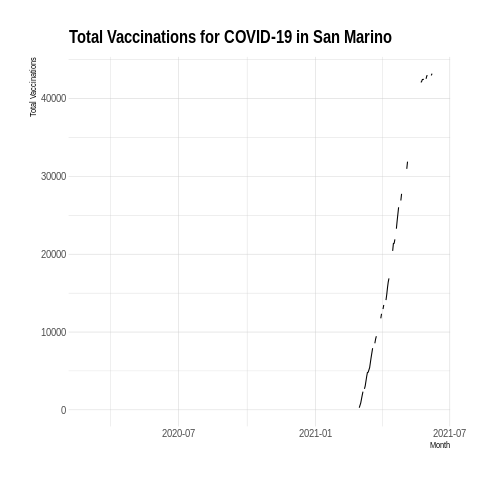 Total Vaccinations for COVID-19 in San Marino
Total Vaccinations
40000
30000
20000
10000
0
2020-07
2021-01
2021-07
Month